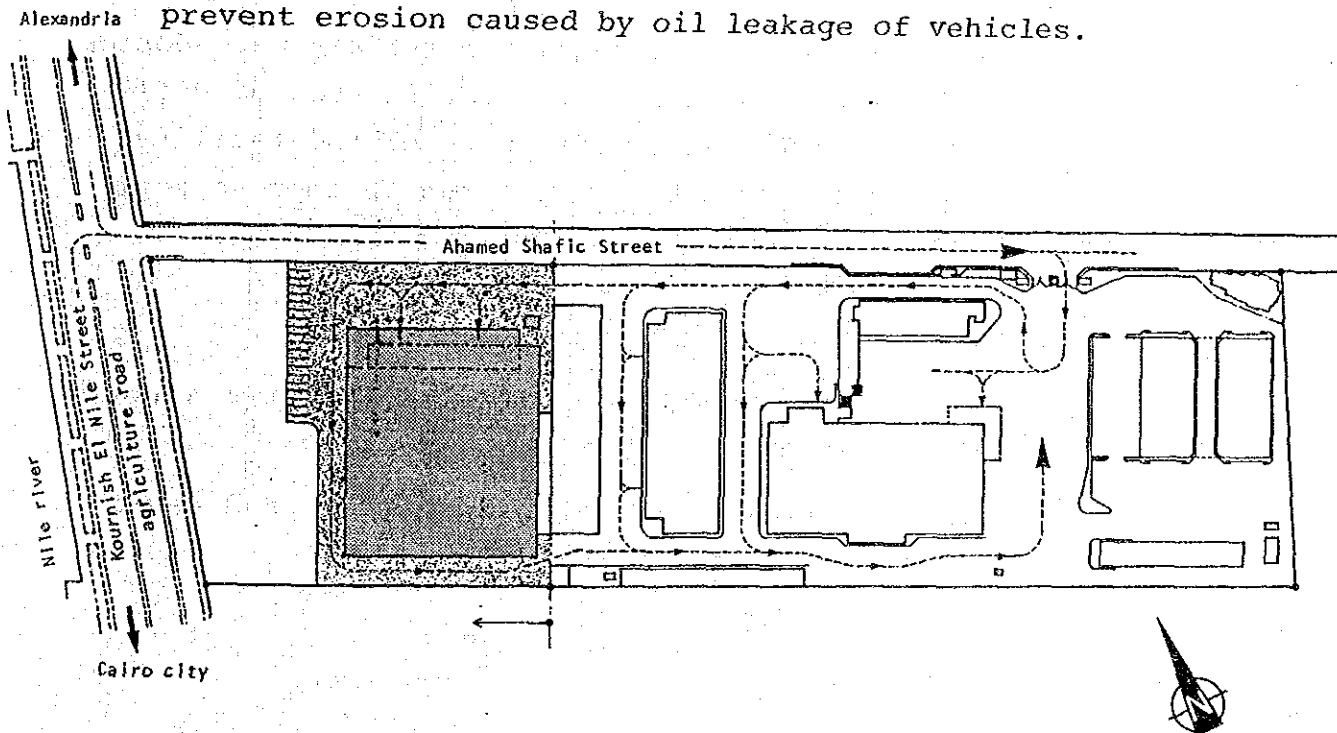 prevent erosion caused by oil leakage of vehicles.
Alexandria
Ahamed Shafic Street
Kournish El Nile Street
agriculture road
Nile river
Cairo city
N